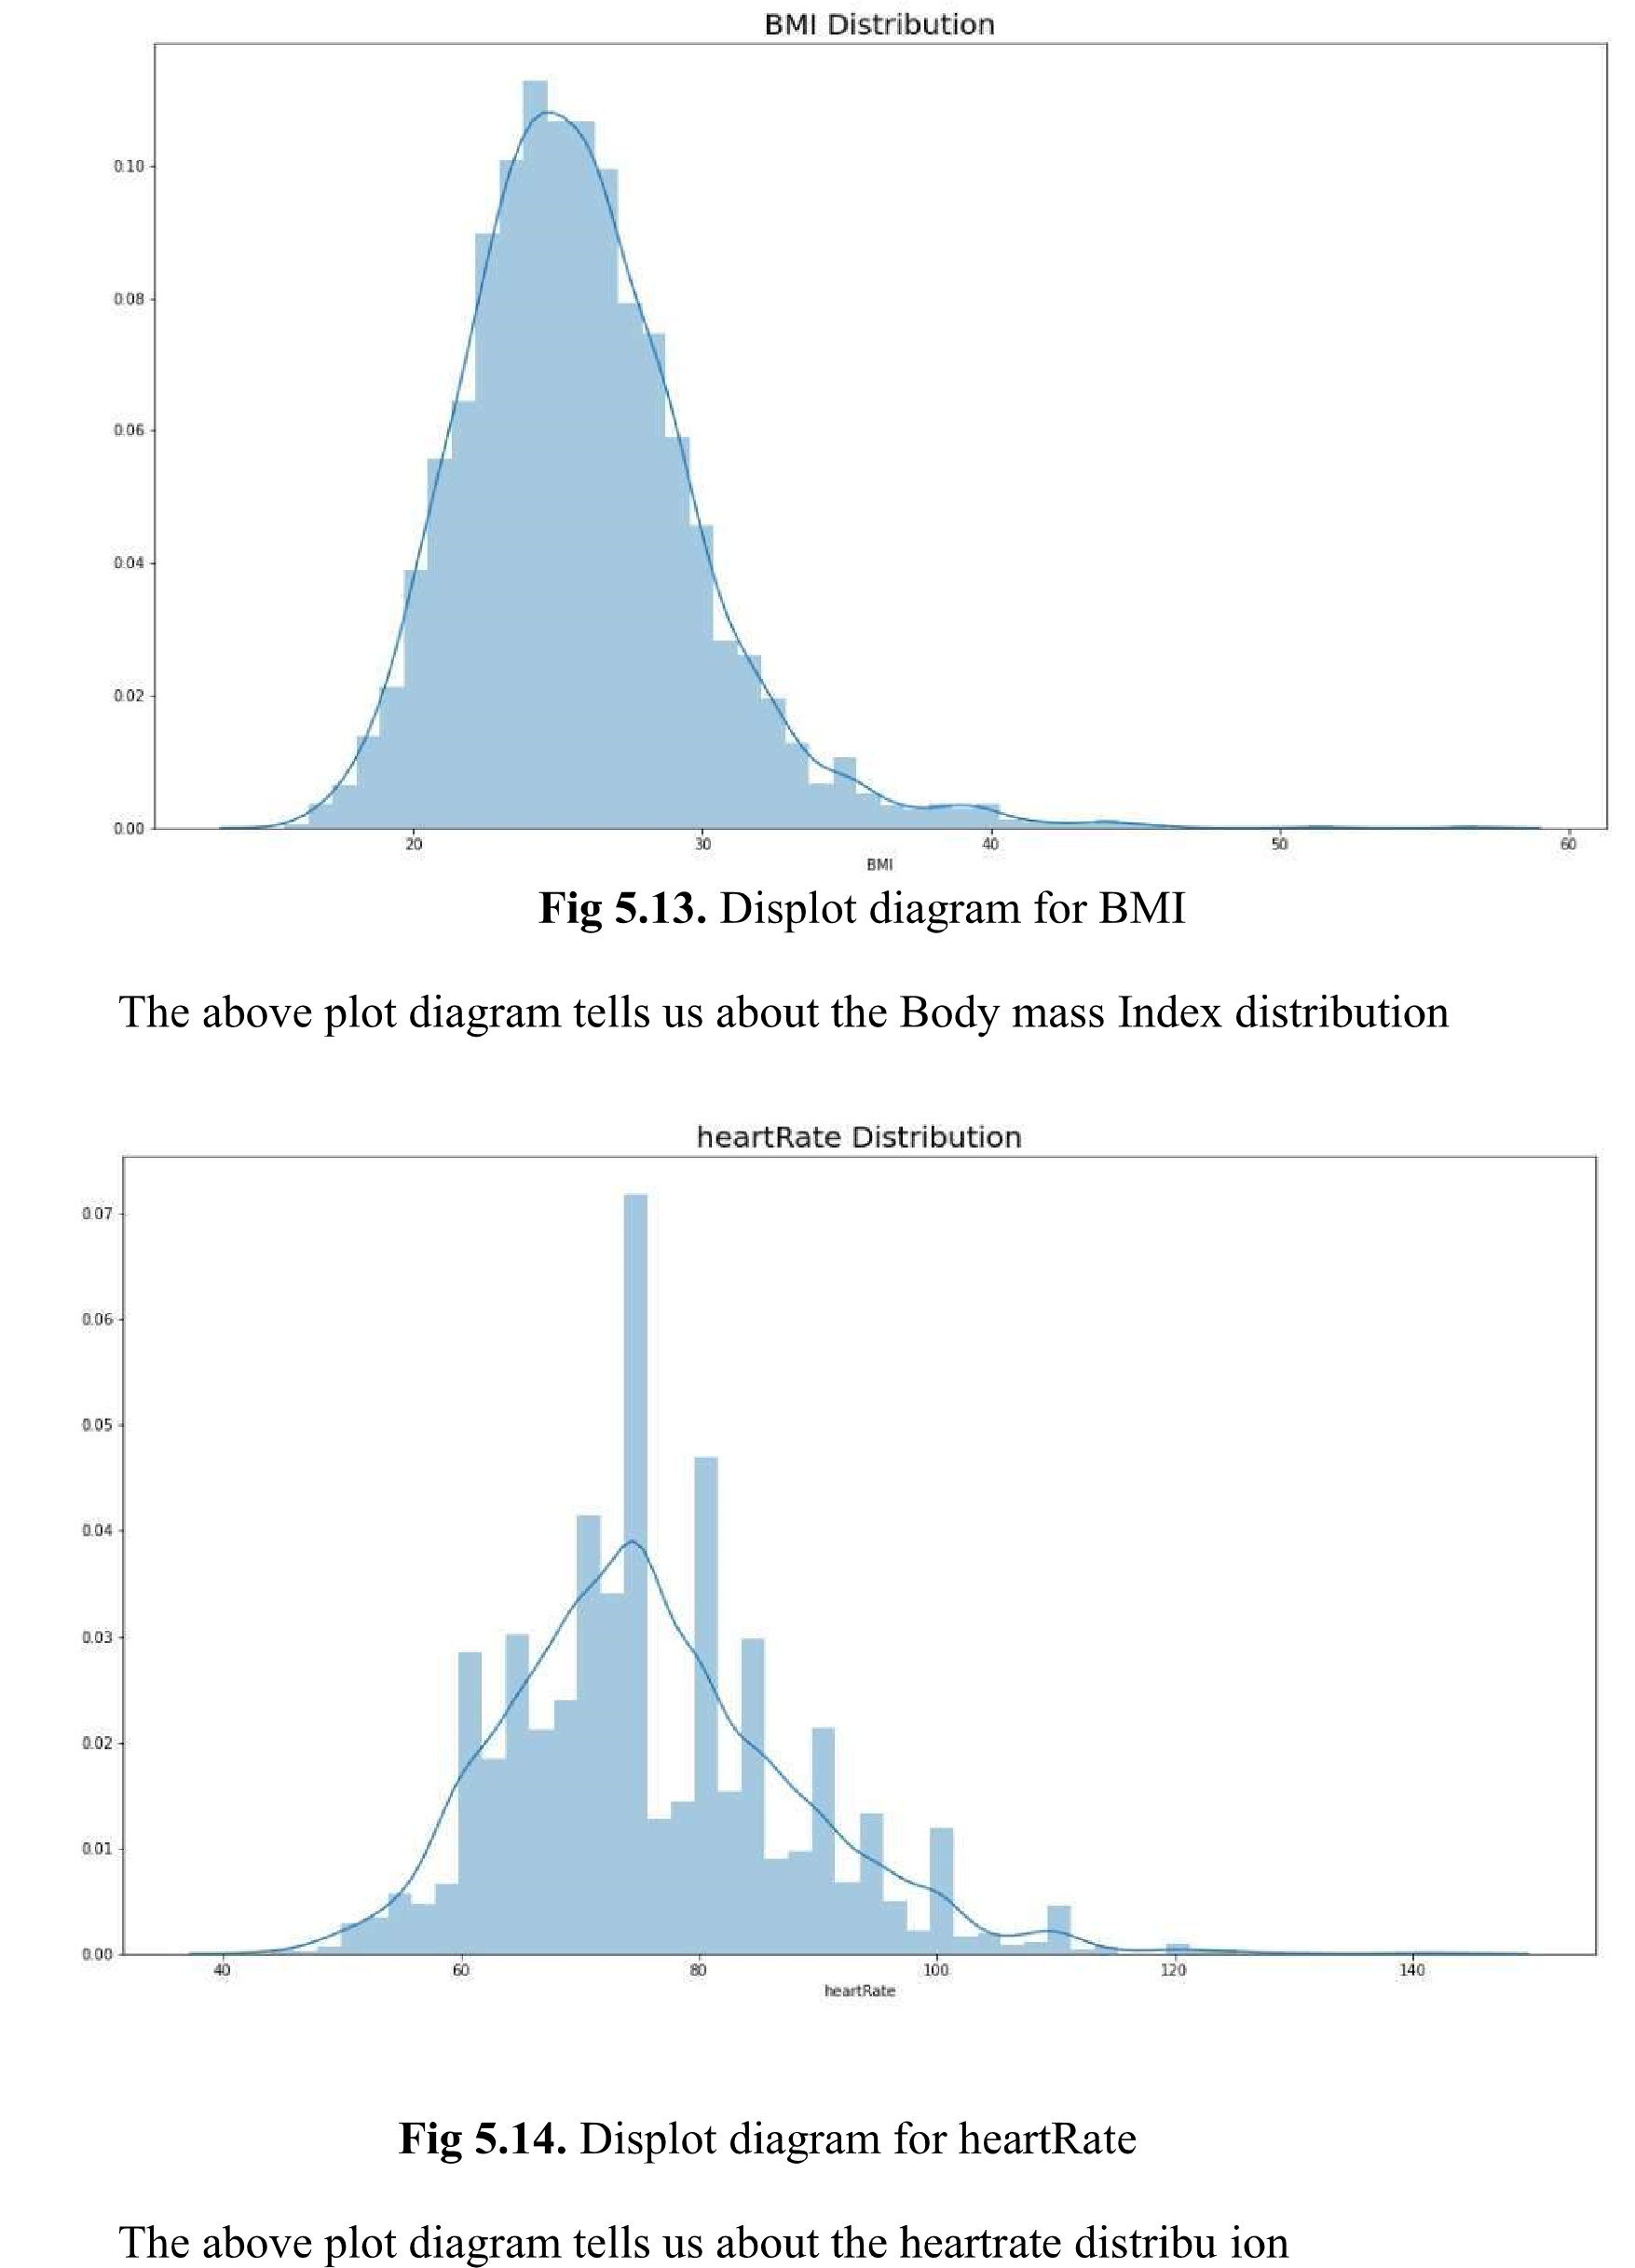 BMI Distribution
0.10
0.08
0.06
0.04
0.02
0.00
20 30 40 50 60
BMI
Fig 5.13. Displot diagram for BMI
The above plot diagram tells us about the Body mass Index distribution
heartRate Distribution
0.07
0.06
0.05
0.04
0.03
0.02
0.01
0.00
40 60 80 100 120 140
heartRate
Fig 5.14. Displot diagram for heartRate
The above plot diagram tells us about the heartrate distribu ion